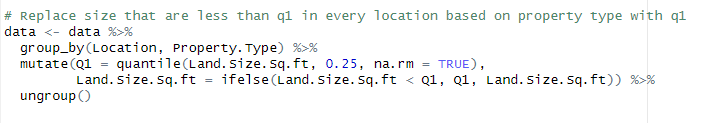 # Replace size that are less than q1 in every location based on property type with q1
data <- data %>%
  group_by(Location, Property.Type) %>%
  mutate(Q1 = quantile(Land.Size.Sq.ft, 0.25, na.rm = TRUE),
         Land.Size.Sq.ft = ifelse(Land.Size.Sq.ft < Q1, Q1, Land.Size.Sq.ft)) %>%
  ungroup()